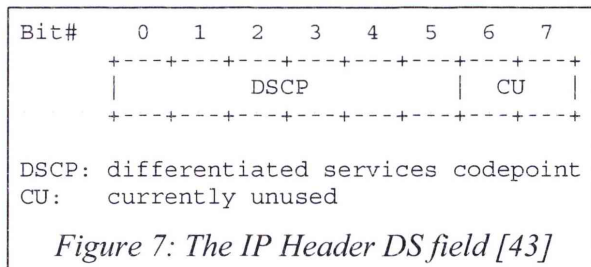 Bit#    0   1   2   3   4   5   6   7
      +---+---+---+---+---+---+---+---+
      |         DSCP          |  CU   |
      +---+---+---+---+---+---+---+---+
DSCP: differentiated services codepoint
CU:   currently unused
Figure 7: The IP Header DS field [43]